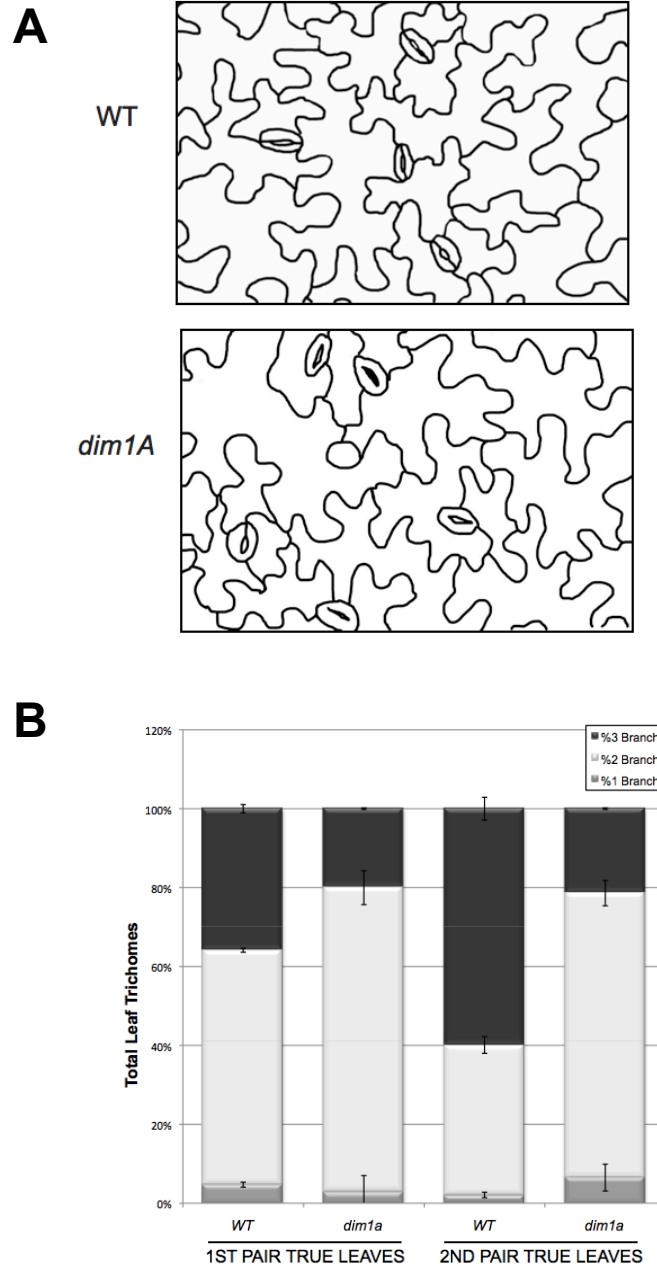 A
WT
dim1A
B
120%
100%
80%
60%
40%
20%
0%
Total Leaf Trichomes
%3 Branch
%2 Branch
%1 Branch
WT dim1a WT dim1a
1ST PAIR TRUE LEAVES 2ND PAIR TRUE LEAVES